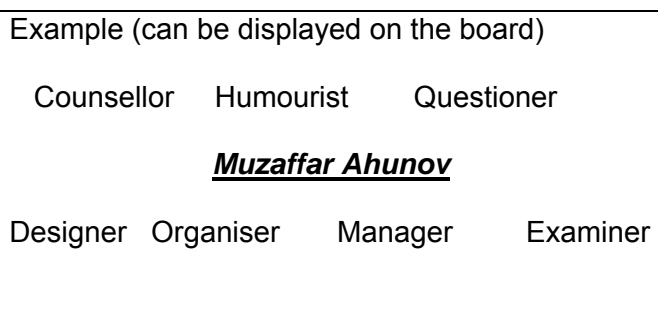 Example (can be displayed on the board)
Counsellor Humourist Questioner
Muzaffar Ahunov
Designer Organiser Manager Examiner